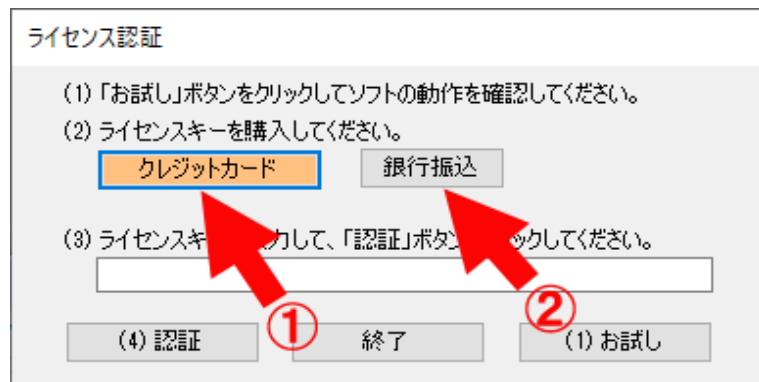 ライセンス認証
(1)「お試し」ボタンをクリックしてソフトの動作を確認してください。
(2) ライセンスキーを購入してください。
クレジットカード 銀行振込
(3) ライセンスキ 力して、「認証」ボタン ックしてください。
① ②
(4) 認証 終了 (1) お試し